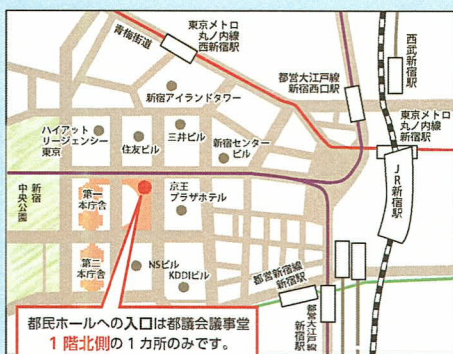 東京メトロ
丸ノ内線
西新宿駅
青梅街道
西武新宿駅
都営大江戸線
新宿西口駅
新宿アイランドタワー
東京メトロ
丸ノ内線
新宿駅
ハイアット
リージェンシー
東京
住友ビル
三井ビル
新宿センター
ビル
JR新宿駅
新宿
中央公園
第一
本庁舎
京王
プラザホテル
第二
本庁舎
NSビル
KDDIビル
都営新宿線
新宿駅
都営大江戸線
新宿駅
都民ホールへの入口は都議会議事堂
1階北側の1カ所のみです。